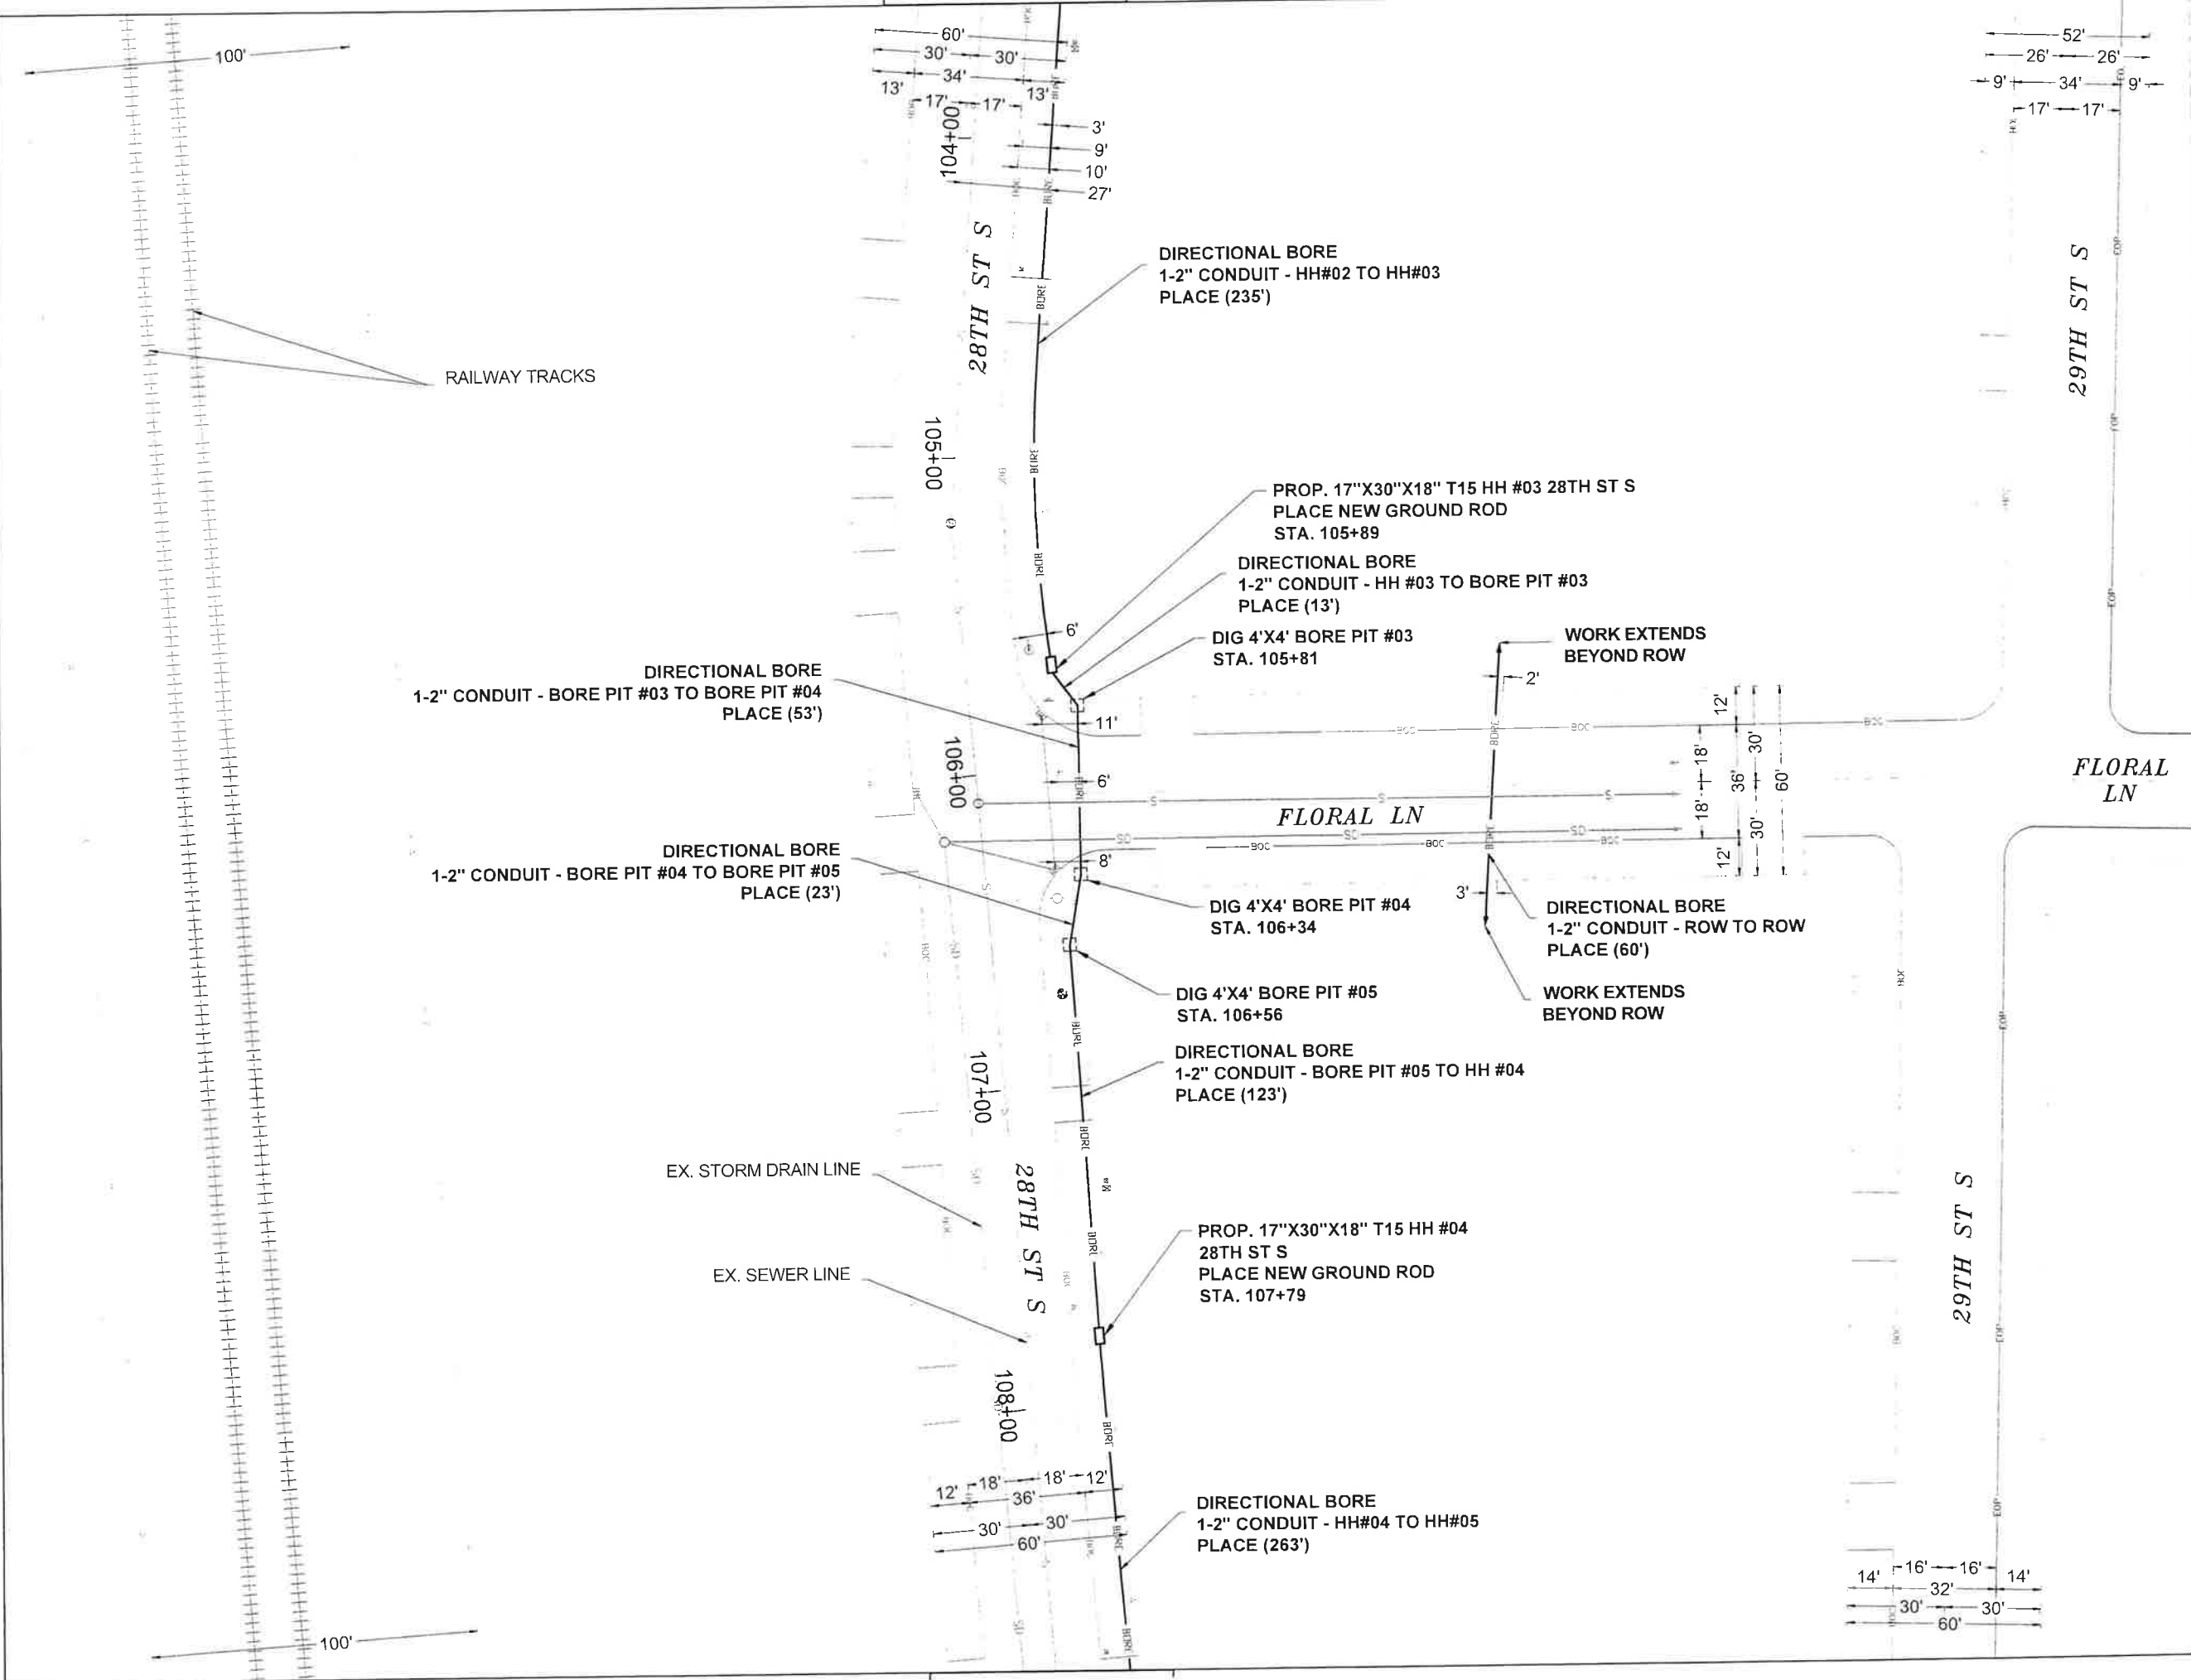 100'
60'
30' 30'
34'
13' 13'
17' 17'
104+00
3'
9'
10'
27'
52'
26' 26'
9' 34' 9'
17' 17'
28TH ST S
29TH ST S
DIRECTIONAL BORE
1-2" CONDUIT - HH#02 TO HH#03
PLACE (235')
BORE
RAILWAY TRACKS
105+00
BORE
PROP. 17"X30"X18" T15 HH #03 28TH ST S
PLACE NEW GROUND ROD
STA. 105+89
DIRECTIONAL BORE
1-2" CONDUIT - HH #03 TO BORE PIT #03
PLACE (13')
6'
DIG 4'X4' BORE PIT #03
STA. 105+81
WORK EXTENDS
BEYOND ROW
2'
DIRECTIONAL BORE
1-2" CONDUIT - BORE PIT #03 TO BORE PIT #04
PLACE (53')
11'
BOC
BORE
12'
18' 18'
36'
30' 30'
60'
12'
106+00
6'
S
FLORAL LN
FLORAL
LN
SD
BOC
DIRECTIONAL BORE
1-2" CONDUIT - BORE PIT #04 TO BORE PIT #05
PLACE (23')
8'
3'
DIG 4'X4' BORE PIT #04
STA. 106+34
DIRECTIONAL BORE
1-2" CONDUIT - ROW TO ROW
PLACE (60')
DIG 4'X4' BORE PIT #05
STA. 106+56
WORK EXTENDS
BEYOND ROW
107+00
DIRECTIONAL BORE
1-2" CONDUIT - BORE PIT #05 TO HH #04
PLACE (123')
EX. STORM DRAIN LINE
28TH ST S
29TH ST S
EX. SEWER LINE
PROP. 17"X30"X18" T15 HH #04
28TH ST S
PLACE NEW GROUND ROD
STA. 107+79
108+00
12' 18' 18' 12'
36'
30' 30'
60'
DIRECTIONAL BORE
1-2" CONDUIT - HH#04 TO HH#05
PLACE (263')
14' 16' 16' 14'
32'
30' 30'
60'
100'